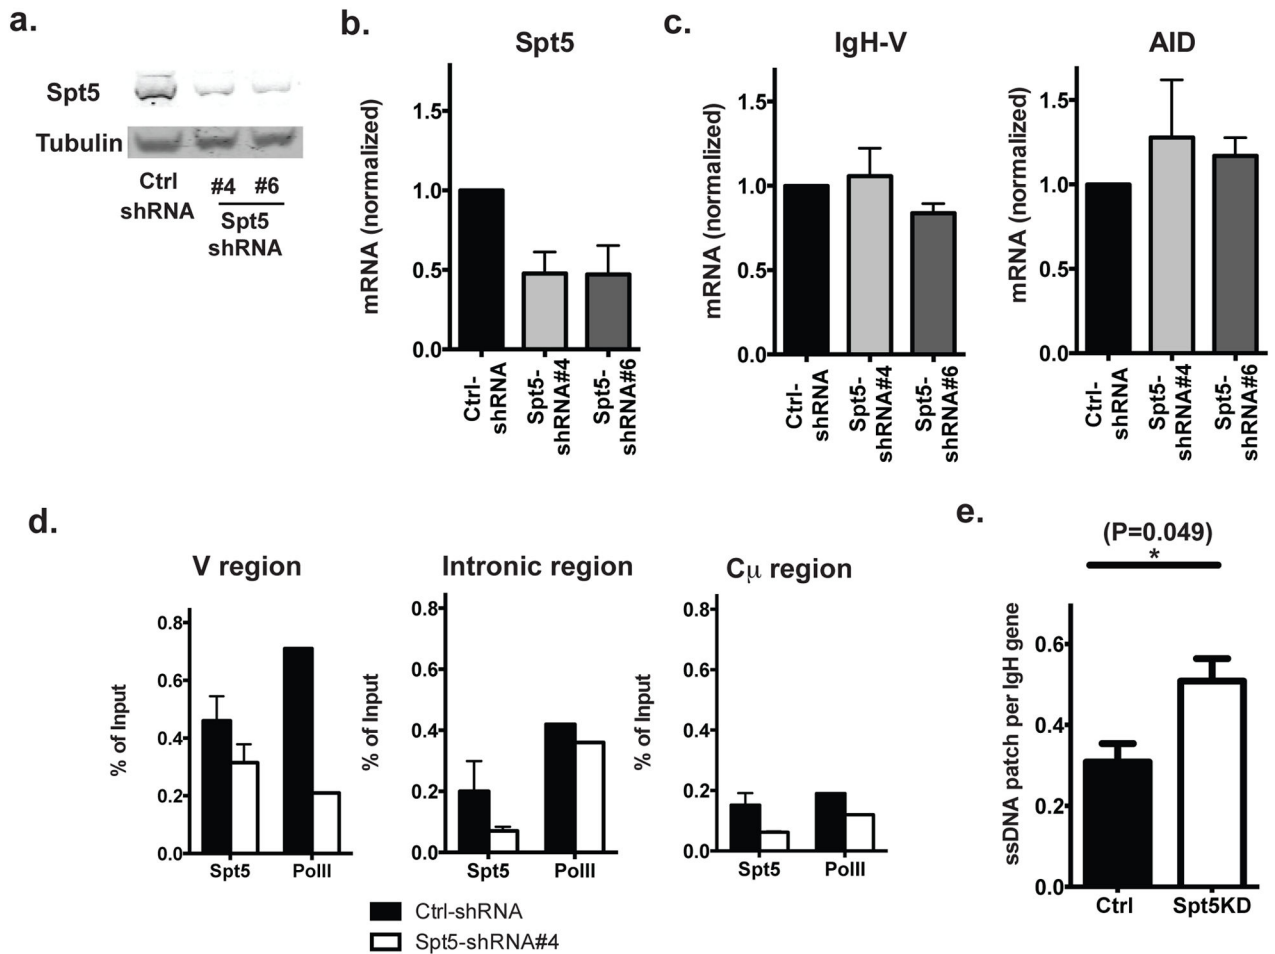 a.
Spt5
Tubulin
Ctrl
shRNA
#4 #6
Spt5
shRNA
b.
Spt5
mRNA (normalized)
1.5
1.0
0.5
0.0
Ctrl-
shRNA
Spt5-
shRNA#4
Spt5-
shRNA#6
c.
IgH-V
mRNA (normalized)
1.5
1.0
0.5
0.0
Ctrl-
shRNA
Spt5-
shRNA#4
Spt5-
shRNA#6
AID
mRNA (normalized)
1.5
1.0
0.5
0.0
Ctrl-
shRNA
Spt5-
shRNA#4
Spt5-
shRNA#6
d.
V region
% of Input
0.8
0.6
0.4
0.2
0.0
Spt5 PolII
Intronic region
% of Input
0.8
0.6
0.4
0.2
0.0
Spt5 PolII
Cμ region
% of Input
0.8
0.6
0.4
0.2
0.0
Spt5 PolII
Ctrl-shRNA
Spt5-shRNA#4
e.
(P=0.049)
*
ssDNA patch per IgH gene
0.6
0.4
0.2
0.0
Ctrl Spt5KD